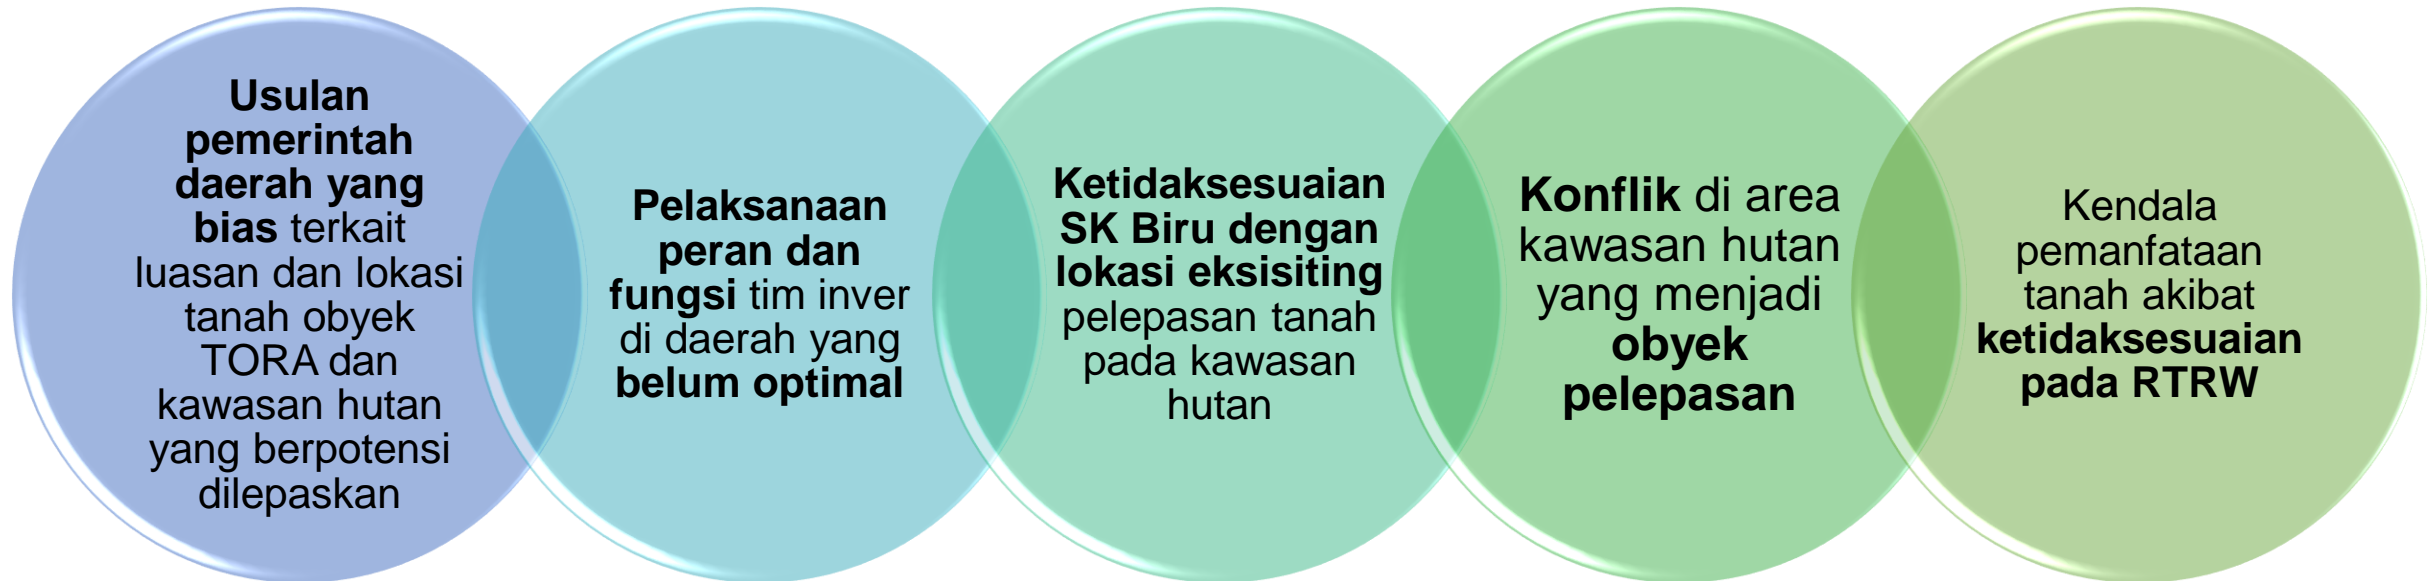 Usulan
pemerintah
daerah yang
bias terkait
luasan dan lokasi
tanah obyek
TORA dan
kawasan hutan
yang berpotensi
dilepaskan
Pelaksanaan
peran dan
fungsi tim inver
di daerah yang
belum optimal
Ketidaksesuaian
SK Biru dengan
lokasi eksisiting
pelepasan tanah
pada kawasan
hutan
Konflik di area
kawasan hutan
yang menjadi
obyek
pelepasan
Kendala
pemanfataan
tanah akibat
ketidaksesuaian
pada RTRW